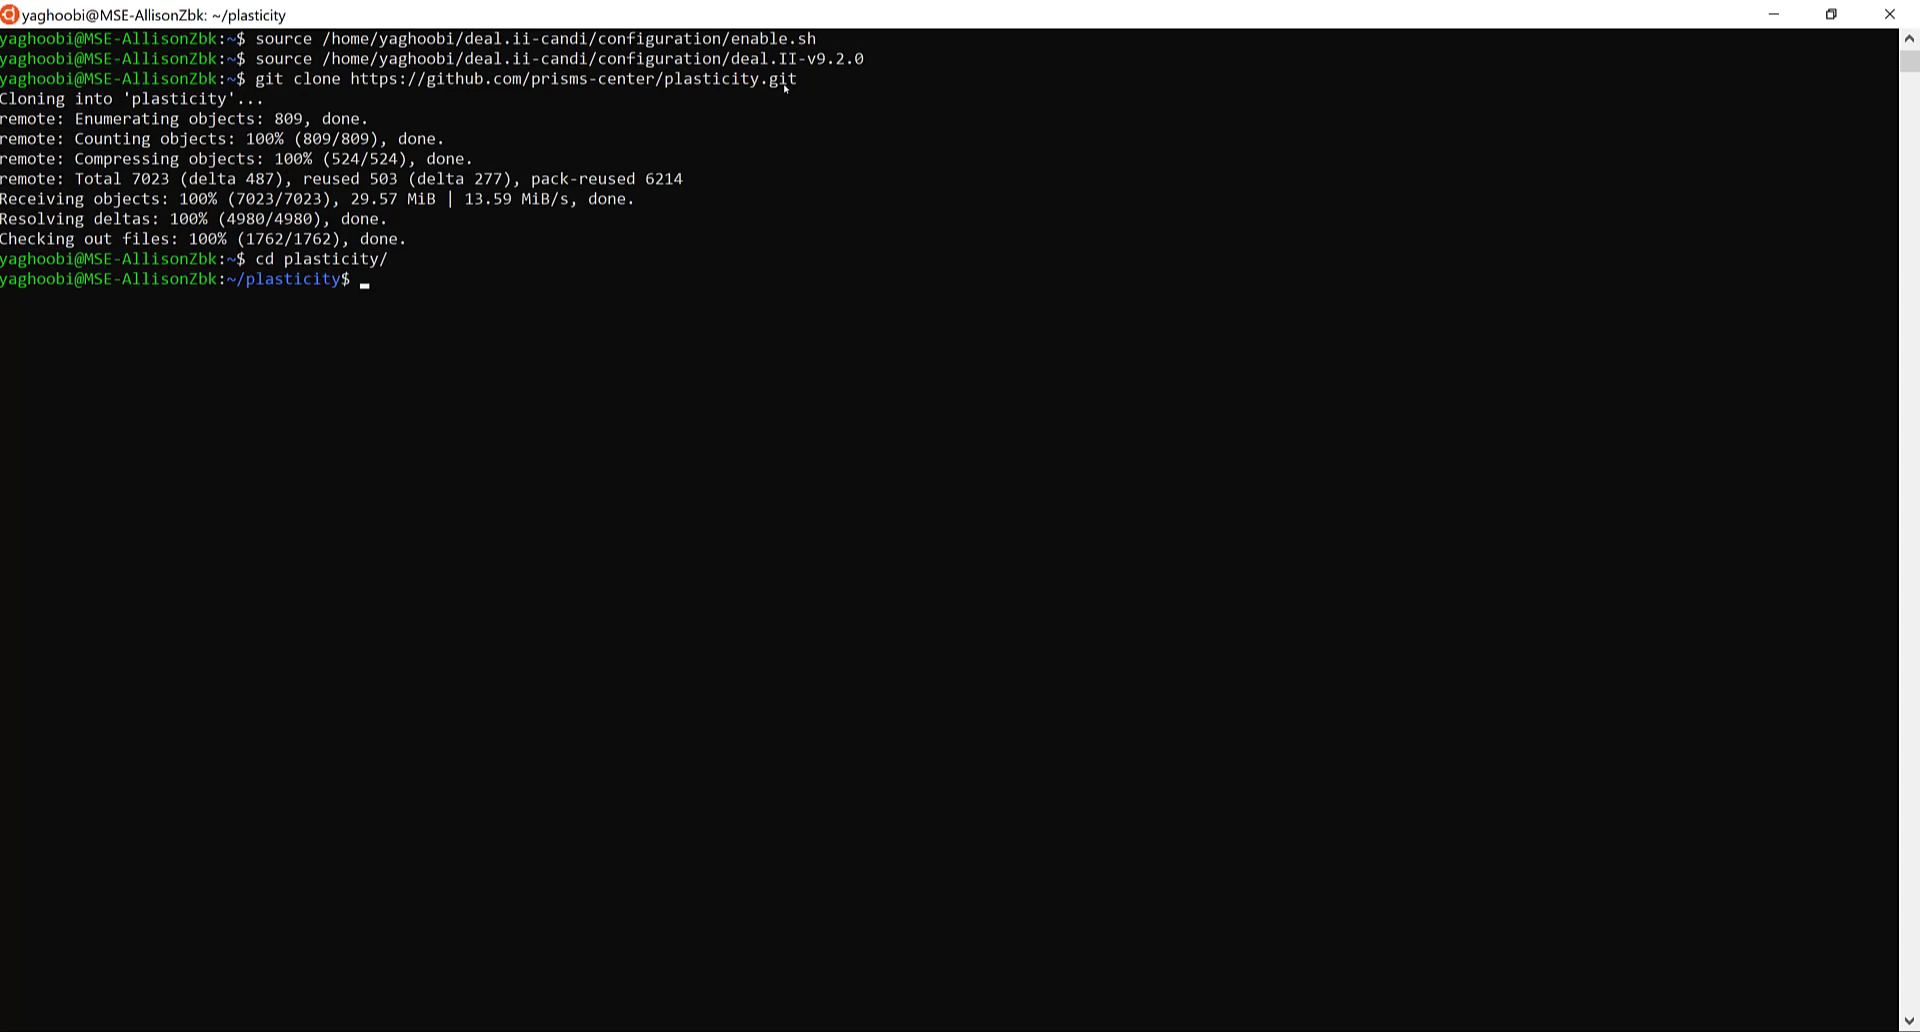 yaghoobi@MSE-AllisonZbk: ~/plasticity
yaghoobi@MSE-AllisonZbk:~$ source /home/yaghoobi/deal.ii-candi/configuration/enable.sh
yaghoobi@MSE-AllisonZbk:~$ source /home/yaghoobi/deal.ii-candi/configuration/deal.II-v9.2.0
yaghoobi@MSE-AllisonZbk:~$ git clone https://github.com/prisms-center/plasticity.git
Cloning into 'plasticity'...
remote: Enumerating objects: 809, done.
remote: Counting objects: 100% (809/809), done.
remote: Compressing objects: 100% (524/524), done.
remote: Total 7023 (delta 487), reused 503 (delta 277), pack-reused 6214
Receiving objects: 100% (7023/7023), 29.57 MiB | 13.59 MiB/s, done.
Resolving deltas: 100% (4980/4980), done.
Checking out files: 100% (1762/1762), done.
yaghoobi@MSE-AllisonZbk:~$ cd plasticity/
yaghoobi@MSE-AllisonZbk:~/plasticity$